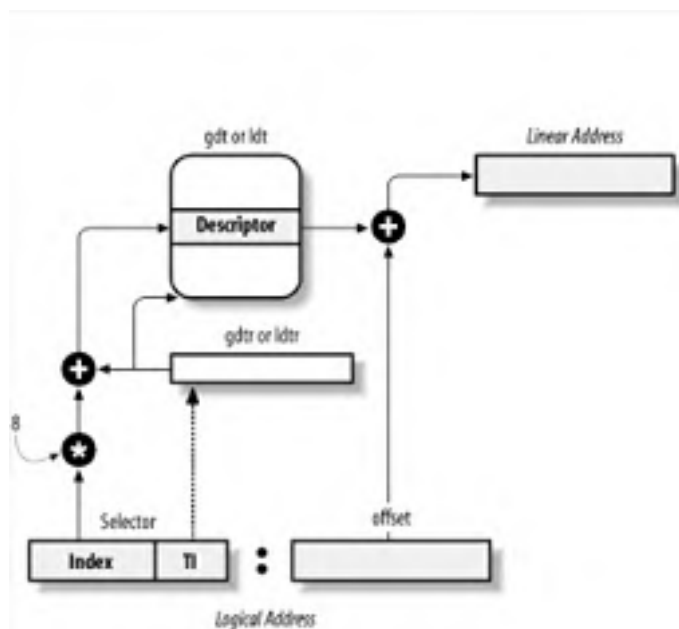 gdt or ldt
Linear Address
Descriptor
gdtr or ldtr
+
+
8
*
Selector
offset
Index
TI
:
Logical Address